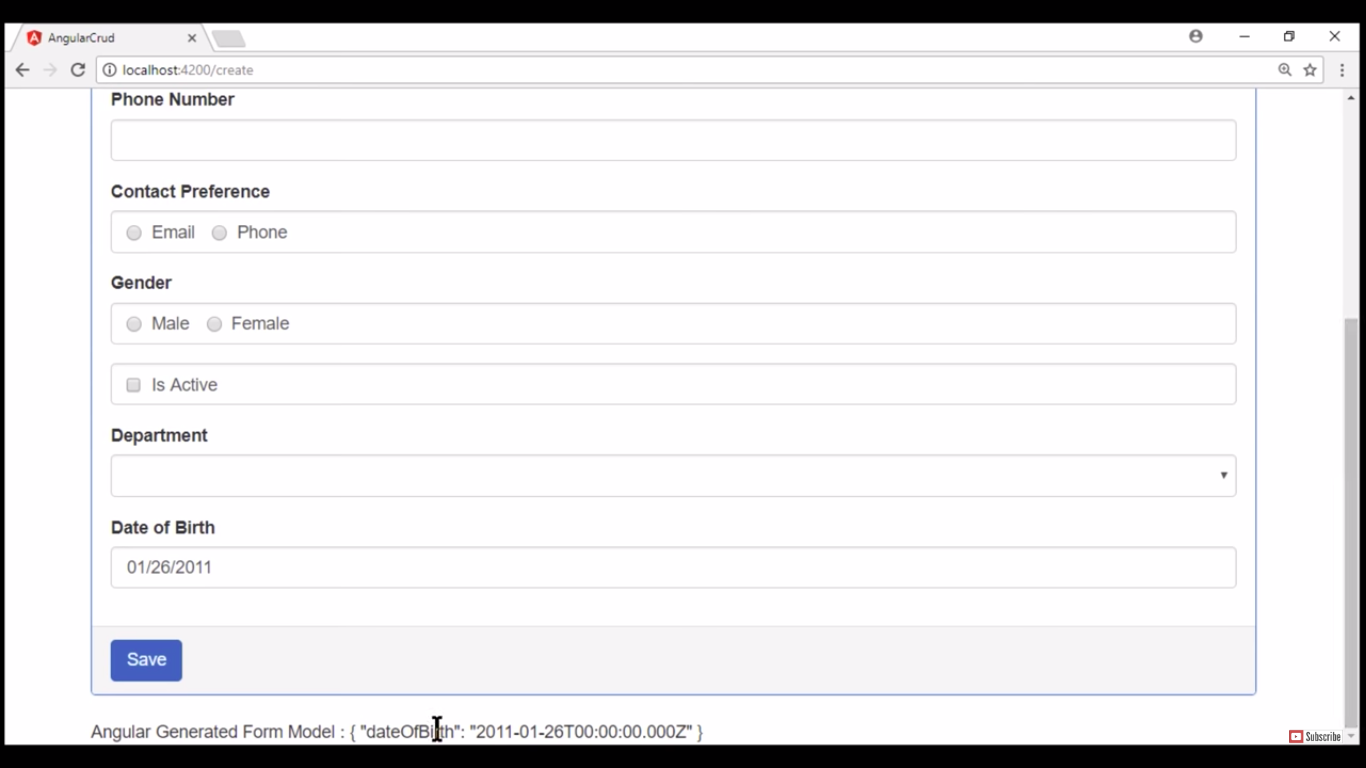 AngularCrud
localhost:4200/create
Phone Number
Contact Preference
Email Phone
Gender
Male Female
Is Active
Department
Date of Birth
01/26/2011
Save
Angular Generated Form Model : { "dateOfBirth": "2011-01-26T00:00:00.000Z" }
Subscribe